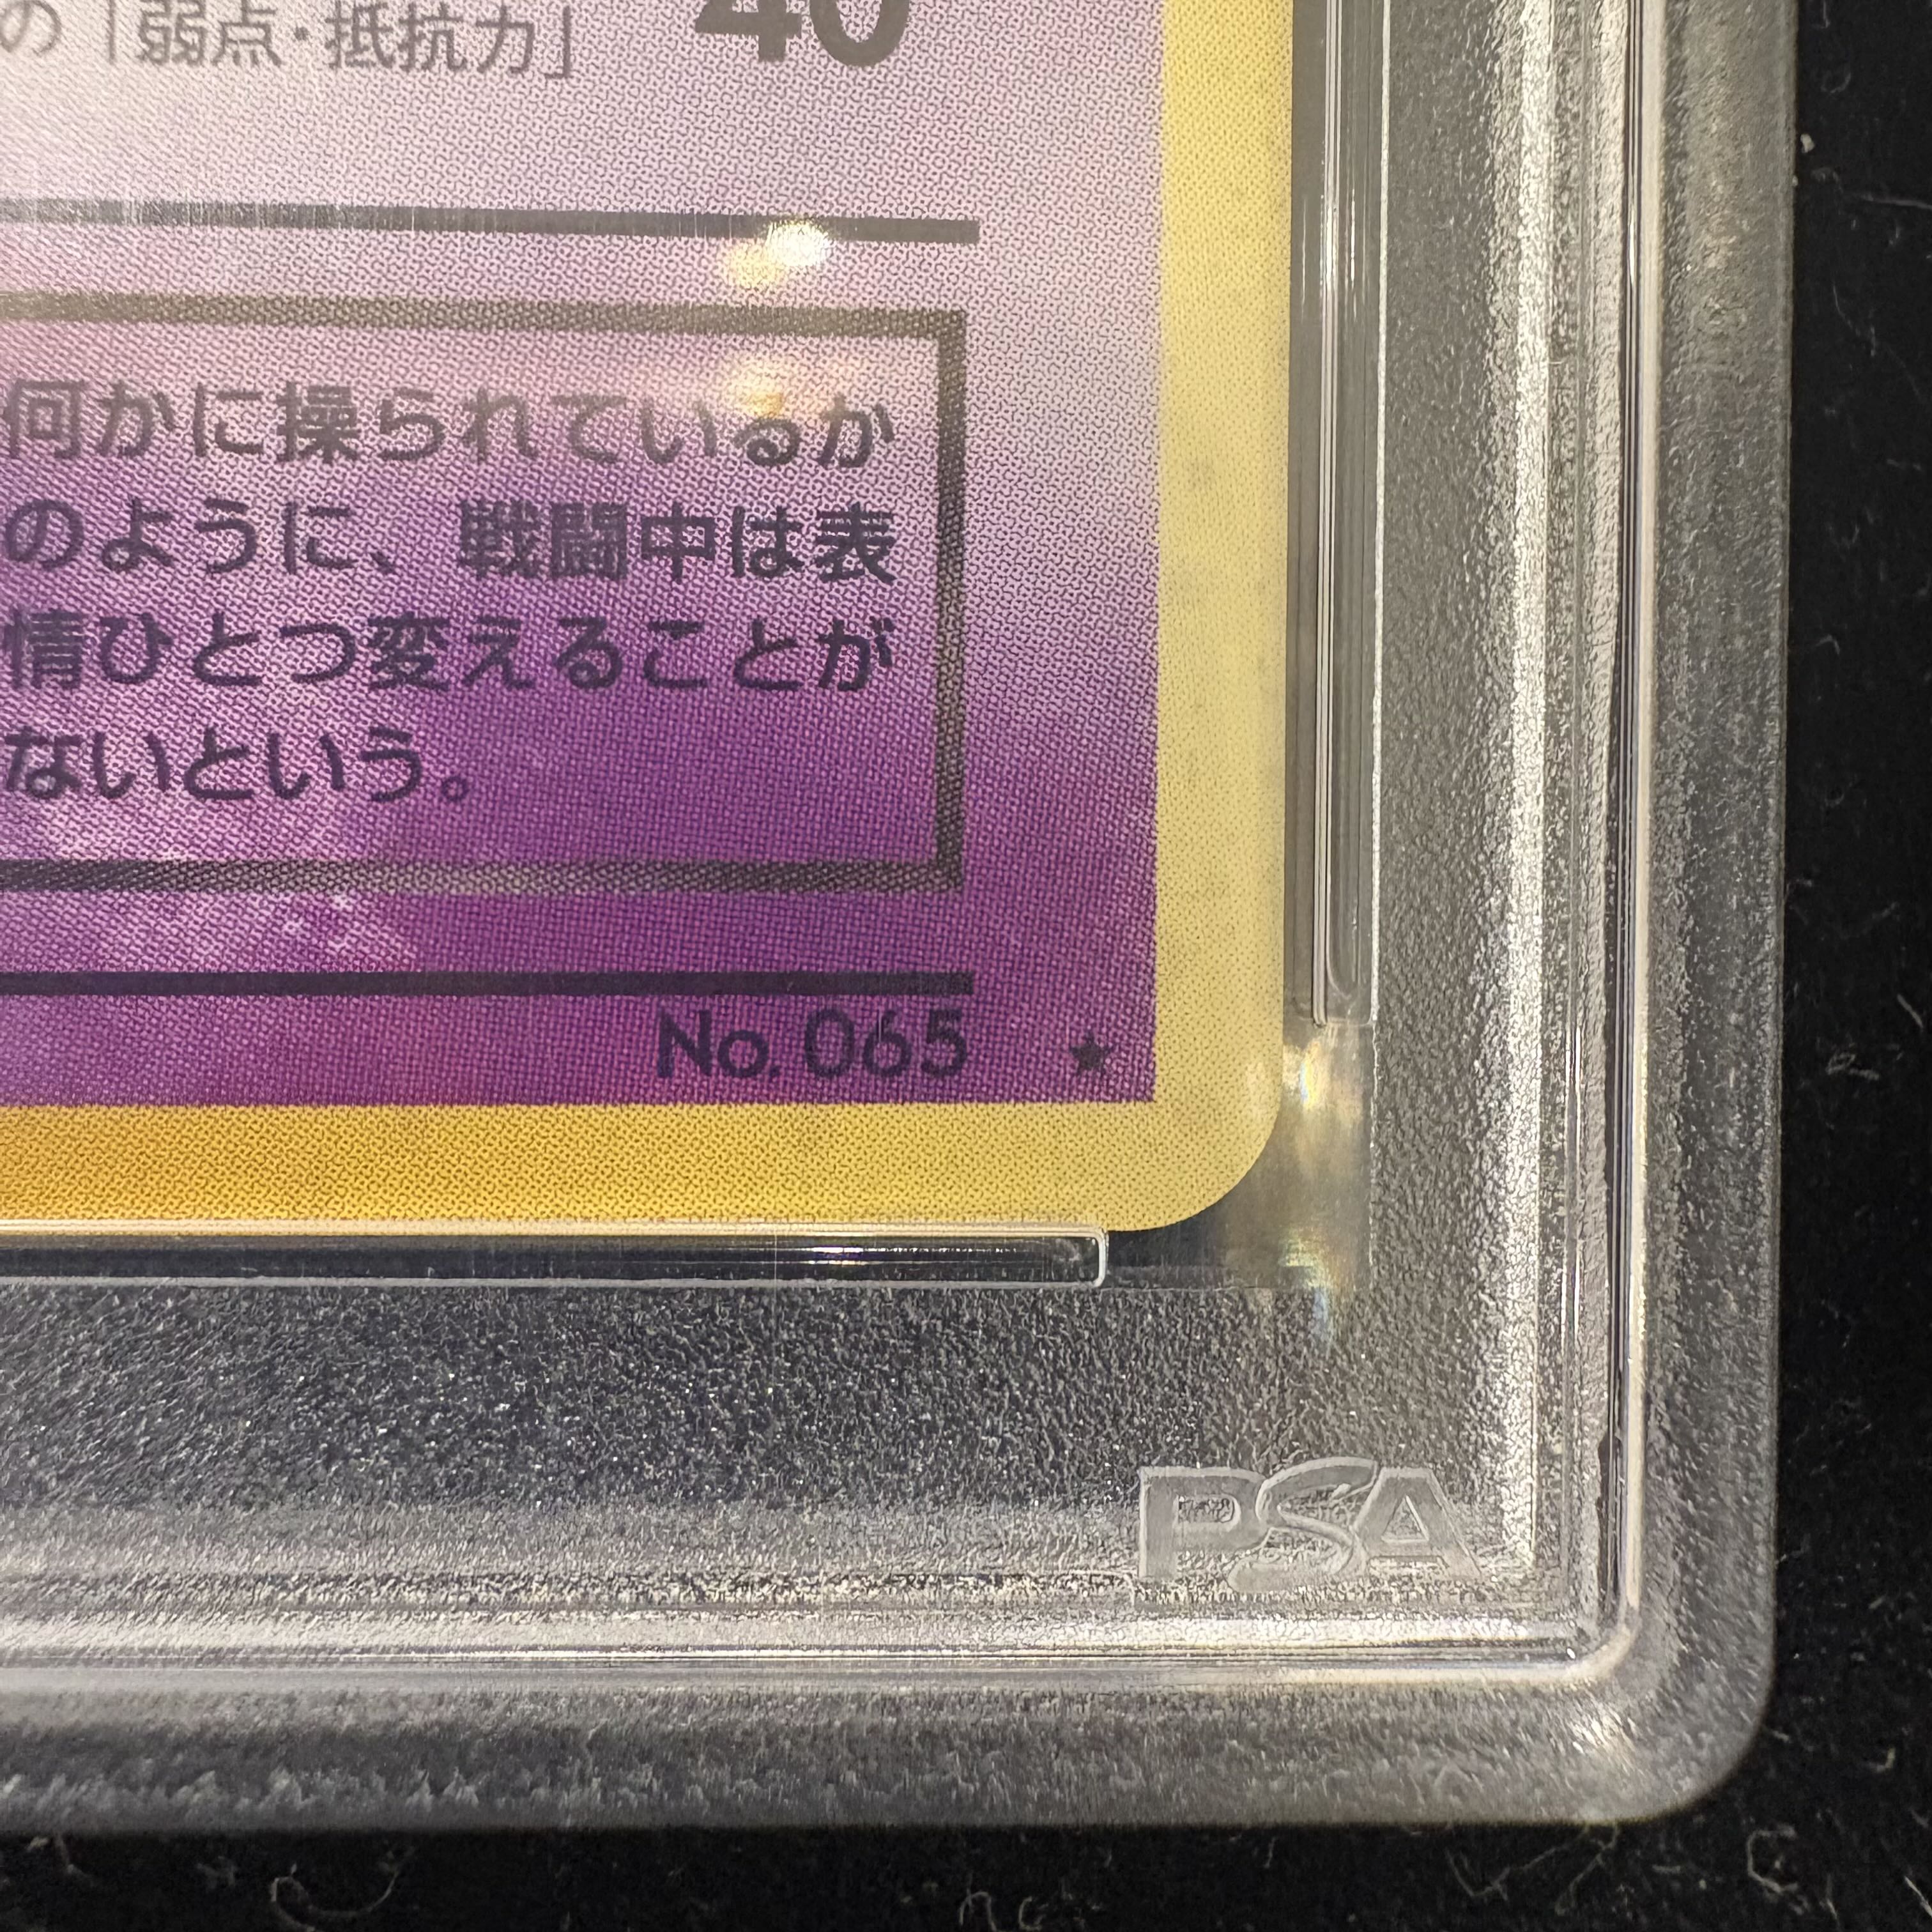 の「弱点・抵抗力」 40
何かに操られているか
のように、戦闘中は表
情ひとつ変えることが
ないという。
No. 065 ★
PSA